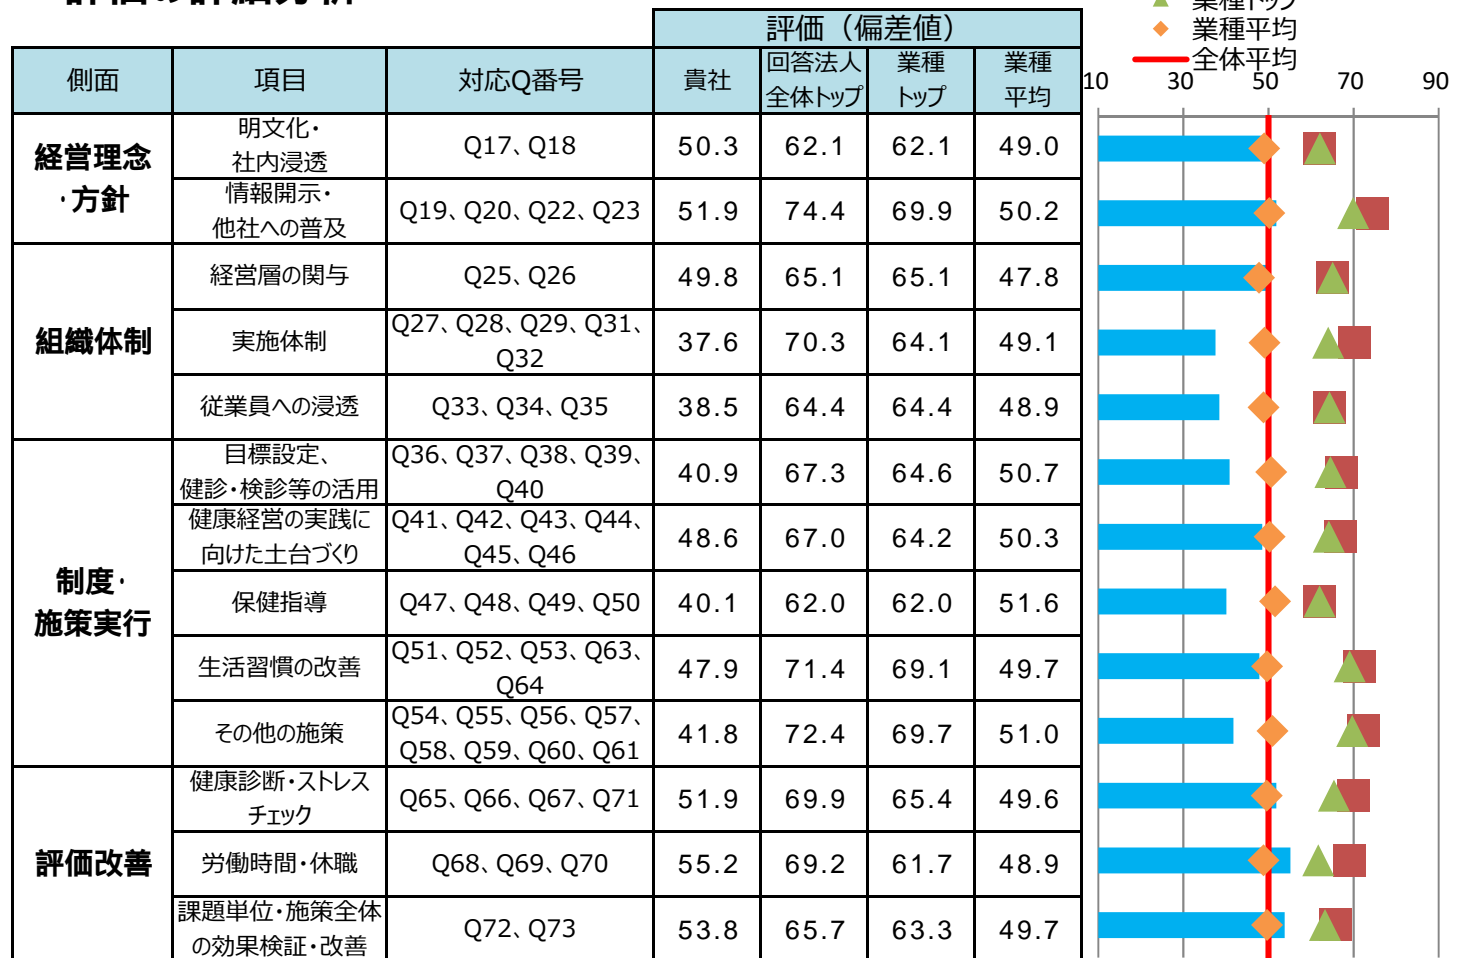 評価の詳細分析
業種トップ
業種平均
全体平均
評価（偏差値）
側面 項目 対応Q番号 貴社 回答法人全体トップ 業種トップ 業種平均
10 30 50 70 90
経営理念・方針
明文化・社内浸透 Q17、Q18 50.3 62.1 62.1 49.0
情報開示・他社への普及 Q19、Q20、Q22、Q23 51.9 74.4 69.9 50.2
組織体制
経営層の関与 Q25、Q26 49.8 65.1 65.1 47.8
実施体制 Q27、Q28、Q29、Q31、Q32 37.6 70.3 64.1 49.1
従業員への浸透 Q33、Q34、Q35 38.5 64.4 64.4 48.9
制度・施策実行
目標設定、健診・検診等の活用 Q36、Q37、Q38、Q39、Q40 40.9 67.3 64.6 50.7
健康経営の実践に向けた土台づくり Q41、Q42、Q43、Q44、Q45、Q46 48.6 67.0 64.2 50.3
保健指導 Q47、Q48、Q49、Q50 40.1 62.0 62.0 51.6
生活習慣の改善 Q51、Q52、Q53、Q63、Q64 47.9 71.4 69.1 49.7
その他の施策 Q54、Q55、Q56、Q57、Q58、Q59、Q60、Q61 41.8 72.4 69.7 51.0
評価改善
健康診断・ストレスチェック Q65、Q66、Q67、Q71 51.9 69.9 65.4 49.6
労働時間・休職 Q68、Q69、Q70 55.2 69.2 61.7 48.9
課題単位・施策全体の効果検証・改善 Q72、Q73 53.8 65.7 63.3 49.7